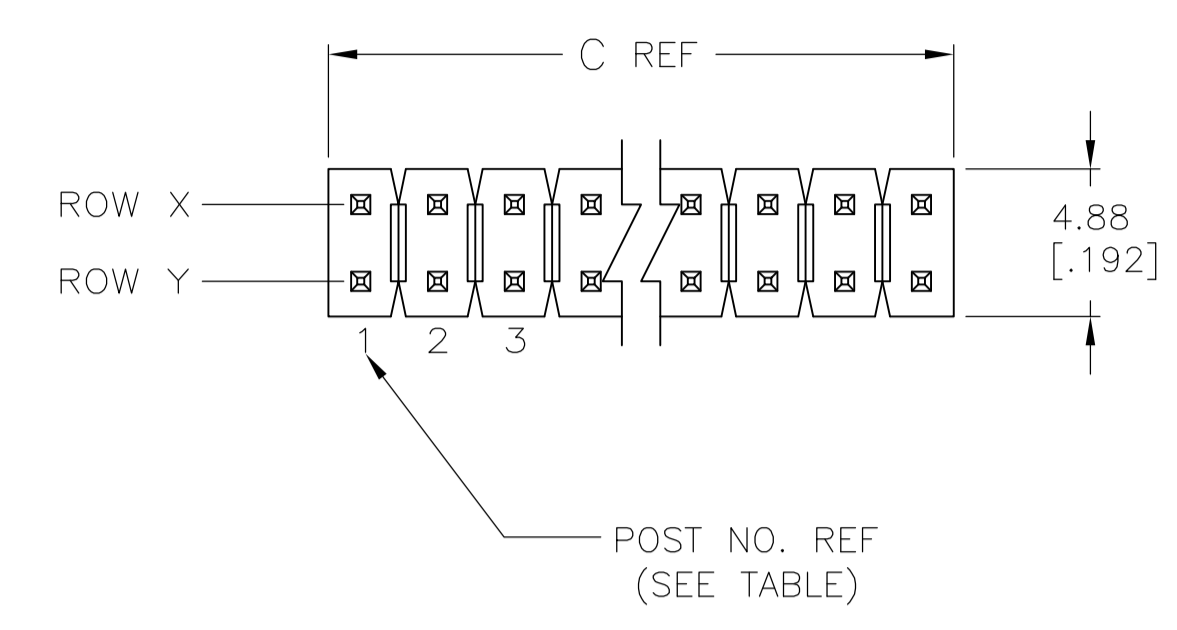 C REF
ROW X
ROW Y
4.88
[.192]
1 2 3
POST NO. REF
(SEE TABLE)